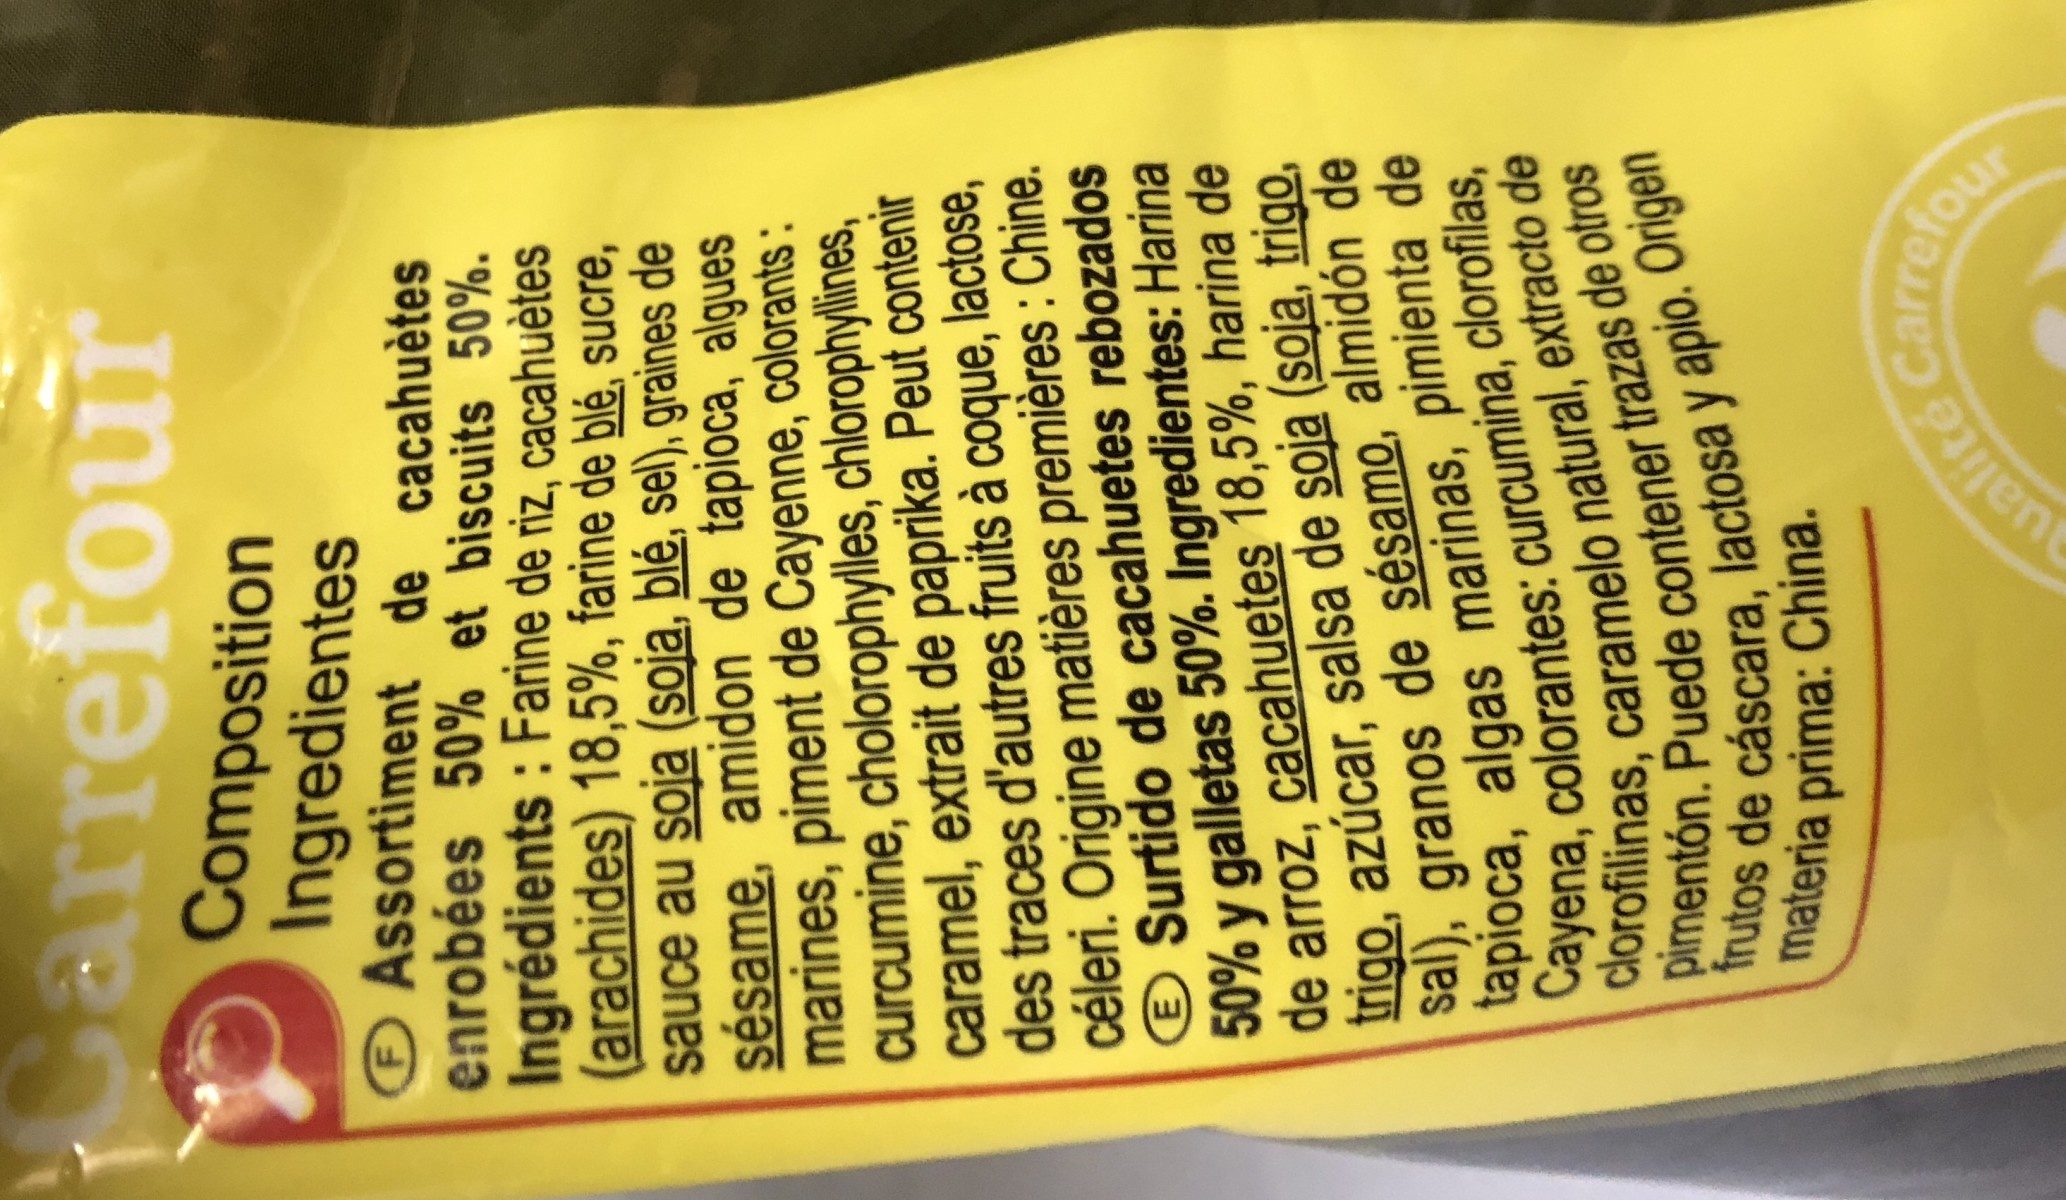 Carrefour
Composition
Ingredientes
F Assortiment de cacahuètes
enrobées 50% et biscuits 50%.
Ingrédients : Farine de riz, cacahuètes
(arachides) 18,5%, farine de blé, sucre,
sauce au soja (soja, blé, sel), graines de
sésame, amidon de tapioca, algues
marines, piment de Cayenne, colorants :
curcumine, cholorophylles, chlorophyllines,
caramel, extrait de paprika. Peut contenir
des traces d'autres fruits à coque, lactose,
céleri. Origine matières premières : Chine.
E Surtido de cacahuetes rebozados
50% y galletas 50%. Ingredientes: Harina
de arroz, cacahuetes 18,5%, harina de
trigo, azúcar, salsa de soja (soja, trigo,
sal), granos de sésamo, almidón de
tapioca, algas marinas, pimienta de
Cayena, colorantes: curcumina, clorofilas,
clorofilinas, caramelo natural, extracto de
pimentón. Puede contener trazas de otros
frutos de cáscara, lactosa y apio. Origen
materia prima: China.
Qualité Carrefour